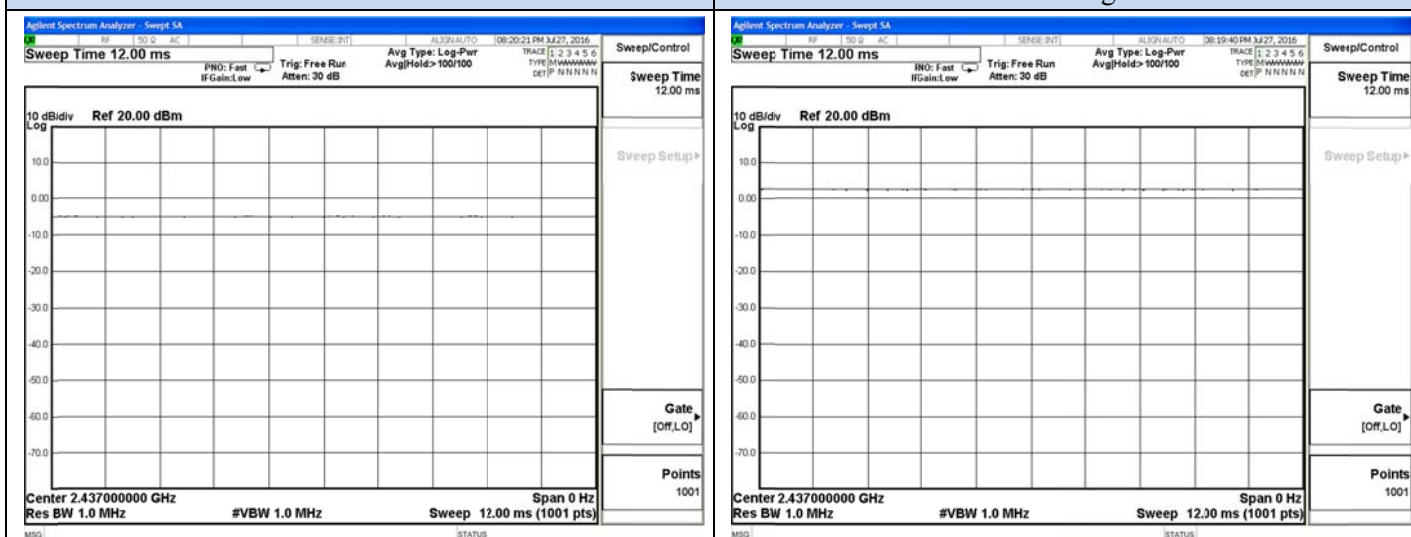 Agilent Spectrum Analyzer - Swept SA
RF 50 Ω AC SENSE:INT ALIGN AUTO 08:20:21 PM Jul 27, 2016
Sweep Time 12.00 ms
PNO: Fast
IFGain:Low
Trig: Free Run
Atten: 30 dB
Avg Type: Log-Pwr
Avg|Hold:>100/100
TRACE 1 2 3 4 5 6
TYPE MWWWWW
DET P N N N N N
Sweep/Control
Sweep Time
12.00 ms
10 dB/div Ref 20.00 dBm
Log
10.0
0.00
-10.0
-20.0
-30.0
-40.0
-50.0
-60.0
-70.0
Sweep Setup
Gate
[Off,LO]
Points
1001
Center 2.437000000 GHz Span 0 Hz
Res BW 1.0 MHz #VBW 1.0 MHz Sweep 12.00 ms (1001 pts)
MSG STATUS
Agilent Spectrum Analyzer - Swept SA
RF 50 Ω AC SENSE:INT ALIGN AUTO 08:19:40 PM Jul 27, 2016
Sweep Time 12.00 ms
PNO: Fast
IFGain:Low
Trig: Free Run
Atten: 30 dB
Avg Type: Log-Pwr
Avg|Hold:>100/100
TRACE 1 2 3 4 5 6
TYPE MWWWWW
DET P N N N N N
Sweep/Control
Sweep Time
12.00 ms
10 dB/div Ref 20.00 dBm
Log
10.0
0.00
-10.0
-20.0
-30.0
-40.0
-50.0
-60.0
-70.0
Sweep Setup
Gate
[Off,LO]
Points
1001
Center 2.437000000 GHz Span 0 Hz
Res BW 1.0 MHz #VBW 1.0 MHz Sweep 12.00 ms (1001 pts)
MSG STATUS